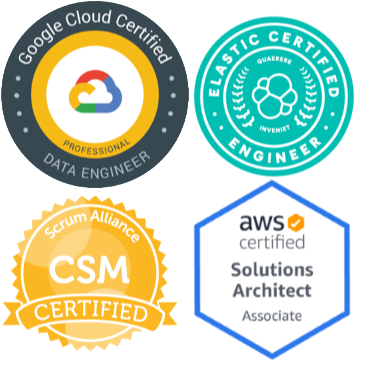 Google Cloud Certified
PROFESSIONAL
DATA ENGINEER
ELASTIC CERTIFIED
QUAERERE
INVENIET
ENGINEER
Scrum Alliance
CSM
CERTIFIED
aws
certified
Solutions
Architect
Associate